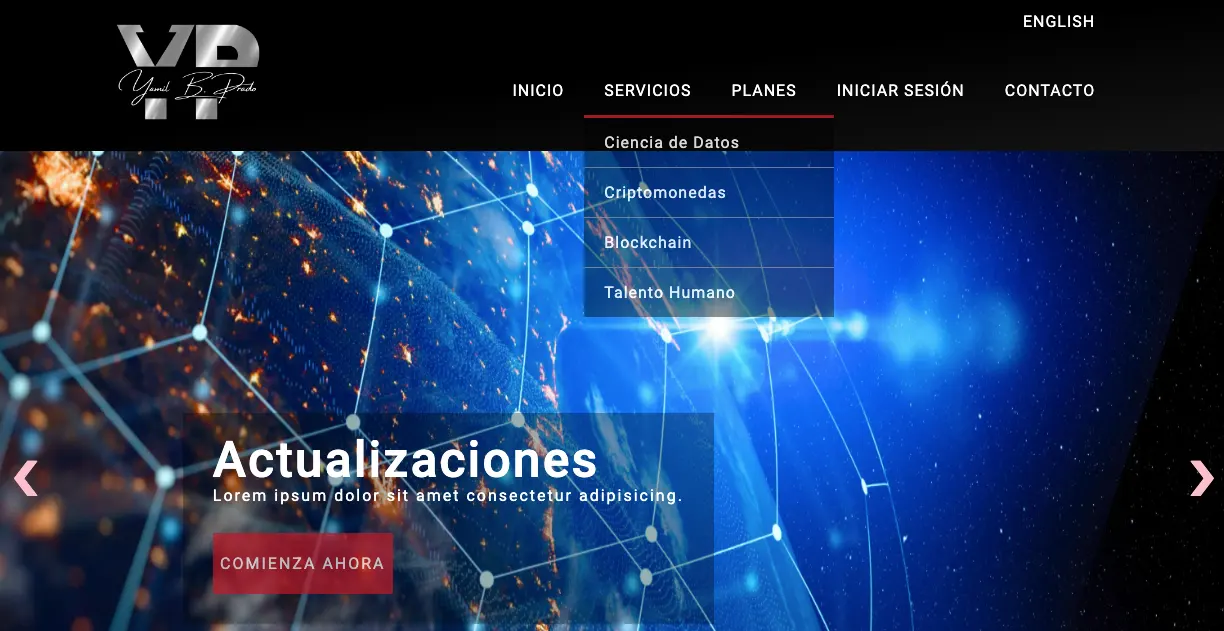 ENGLISH
YP
Yamil B. Prado
INICIO SERVICIOS PLANES INICIAR SESIÓN CONTACTO
Ciencia de Datos
Criptomonedas
Blockchain
Talento Humano
Actualizaciones
Lorem ipsum dolor sit amet consectetur adipisicing.
COMIENZA AHORA